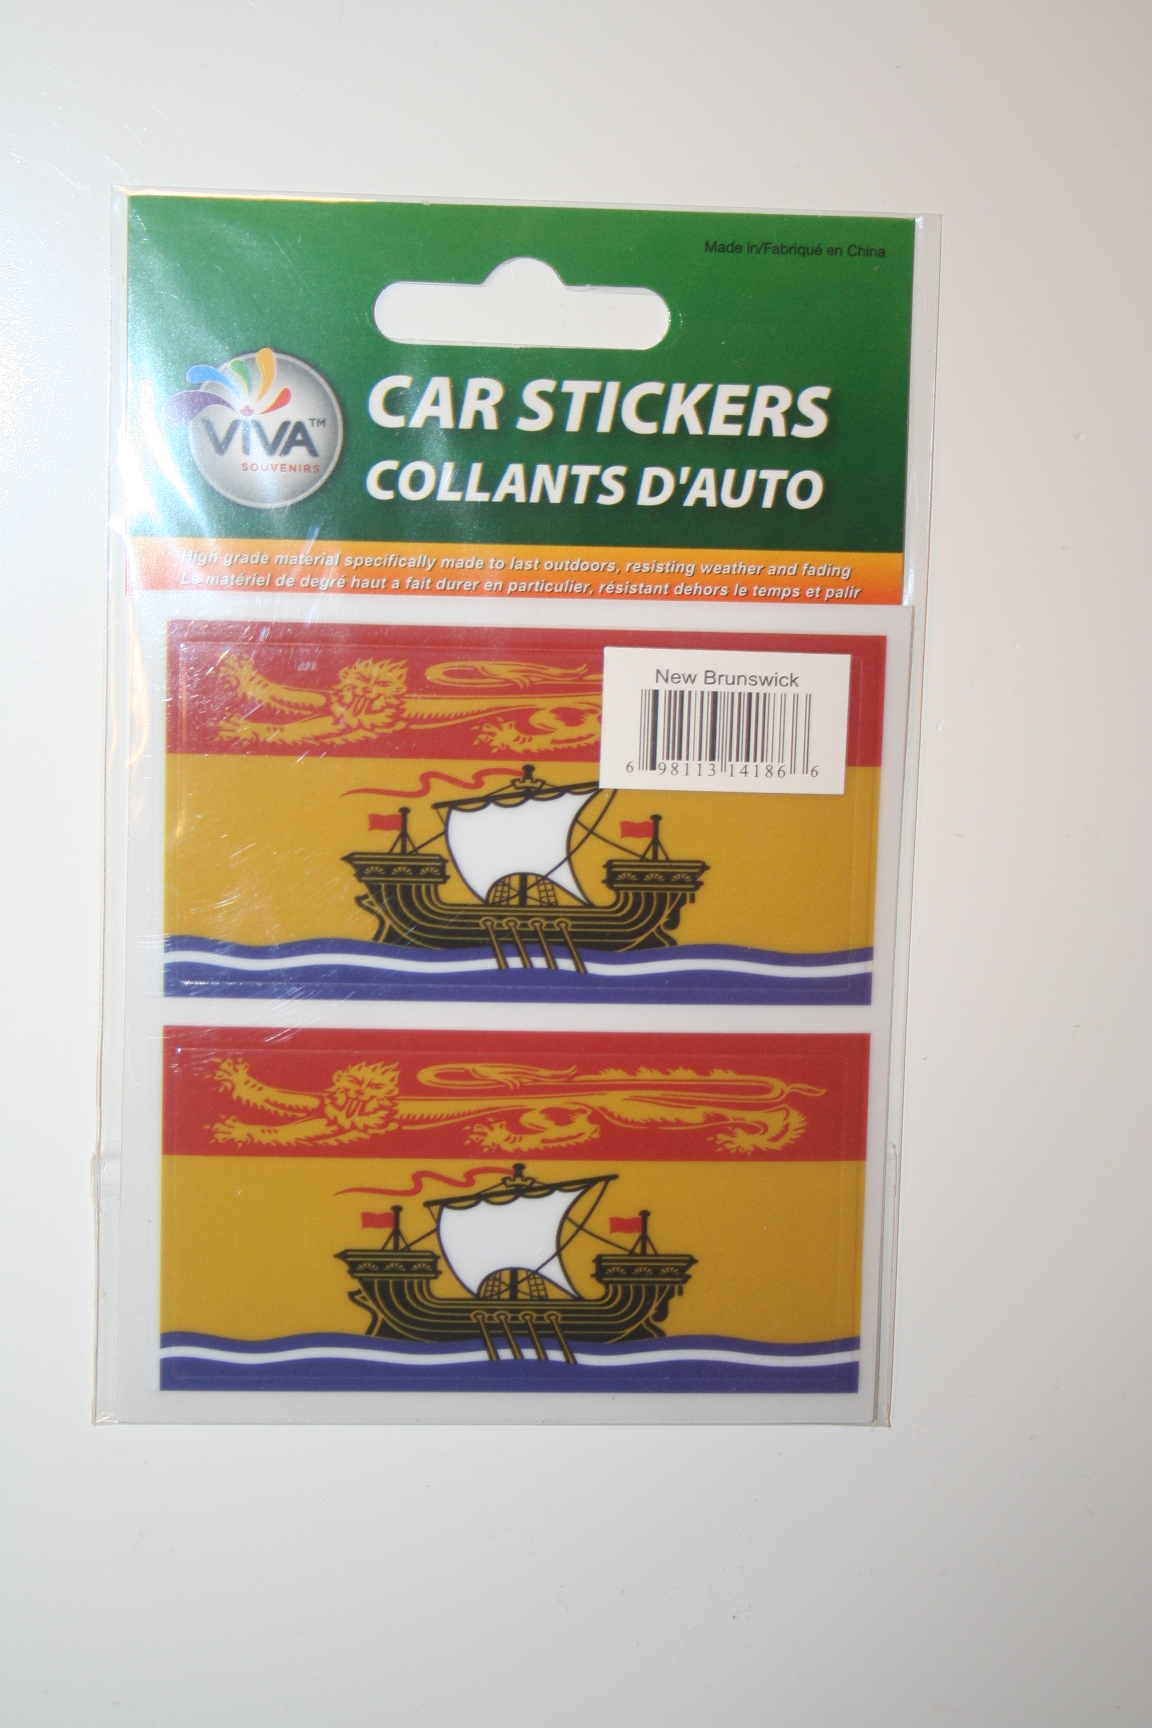 Made in/Fabriqué en China
VIVA™
SOUVENIRS
CAR STICKERS
COLLANTS D'AUTO
High grade material specifically made to last outdoors, resisting weather and fading
Le matériel de degré haut a fait durer en particulier, résistant dehors le temps et palir
New Brunswick
6 98113 14186 6